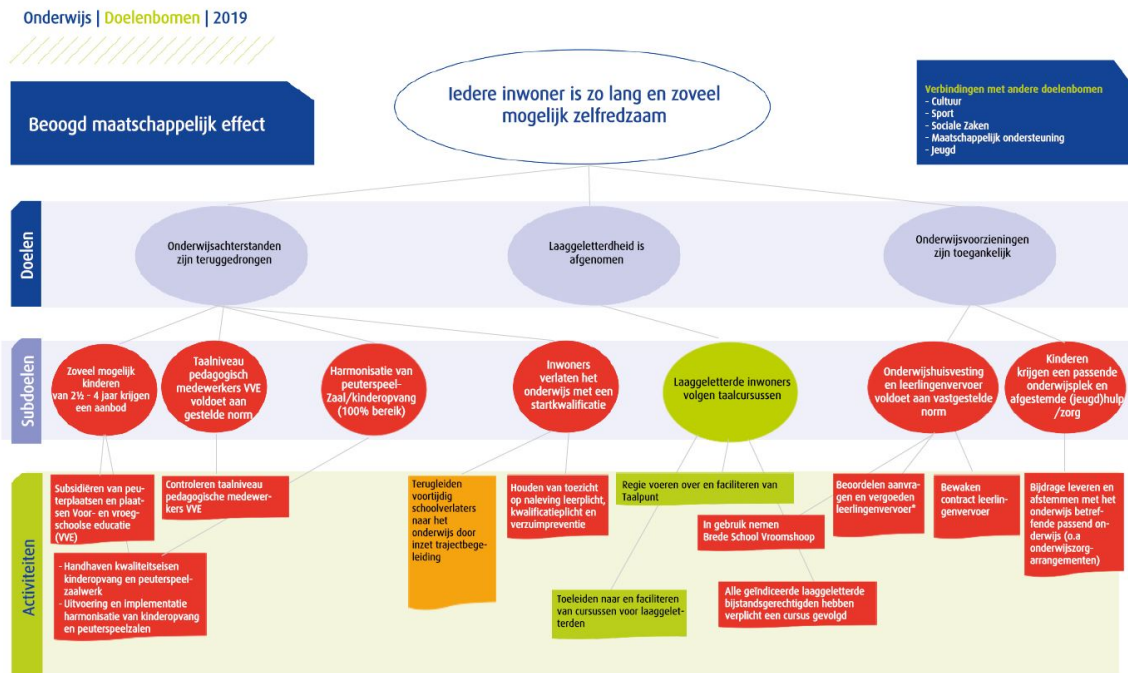 Onderwijs | Doelenbomen | 2019
Beoogd maatschappelijk effect
Iedere inwoner is zo lang en zoveel
mogelijk zelfredzaam
Verbindingen met andere doelenbomen
- Cultuur
- Sport
- Sociale Zaken
- Maatschappelijk ondersteuning
- Jeugd
Doelen
Onderwijsachterstanden
zijn teruggedrongen
Laaggeletterdheid is
afgenomen
Onderwijsvoorzieningen
zijn toegankelijk
Subdoelen
Zoveel mogelijk
kinderen
van 2½ - 4 jaar krijgen
een aanbod
Taalniveau
pedagogisch
medewerkers VVE
voldoet aan
gestelde norm
Harmonisatie van
peuterspeel-
Zaal/kinderopvang
(100% bereik)
Inwoners
verlaten het
onderwijs met een
startkwalificatie
Laaggeletterde inwoners
volgen taalcursussen
Onderwijshuisvesting
en leerlingenvervoer
voldoet aan vastgestelde
norm
Kinderen
krijgen een passende
onderwijsplek en
afgestemde (jeugd)hulp
/zorg
Activiteiten
Subsidiëren van peu-
terplaatsen en plaat-
sen Voor- en vroeg-
schoolse educatie
(VVE)
Controleren taalniveau
pedagogische medewer-
kers VVE
- Handhaven kwaliteitseisen
kinderopvang en peuterspeel-
zaalwerk
- Uitvoering en implementatie
harmonisatie van kinderopvang
en peuterspeelzalen
Terugleiden
voortijdig
schoolverlaters
naar het
onderwijs door
inzet trajectbege-
leiding
Houden van toezicht
op naleving leerplicht,
kwalificatieplicht en
verzuimpreventie
Regie voeren over en faciliteren van
Taalpunt
In gebruik nemen
Brede School Vroomshoop
Toeleiden naar en faciliteren
van cursussen voor laaggelet-
terden
Alle geïndiceerde laaggeletterde
bijstandsgerechtigden hebben
verplicht een cursus gevolgd
Beoordelen aanvra-
gen en vergoeden
leerlingenvervoer*
Bewaken
contract leerlin-
genvervoer
Bijdrage leveren en
afstemmen met het
onderwijs betref-
fende passend on-
derwijs (o.a
onderwijszorg-
arrangementen)